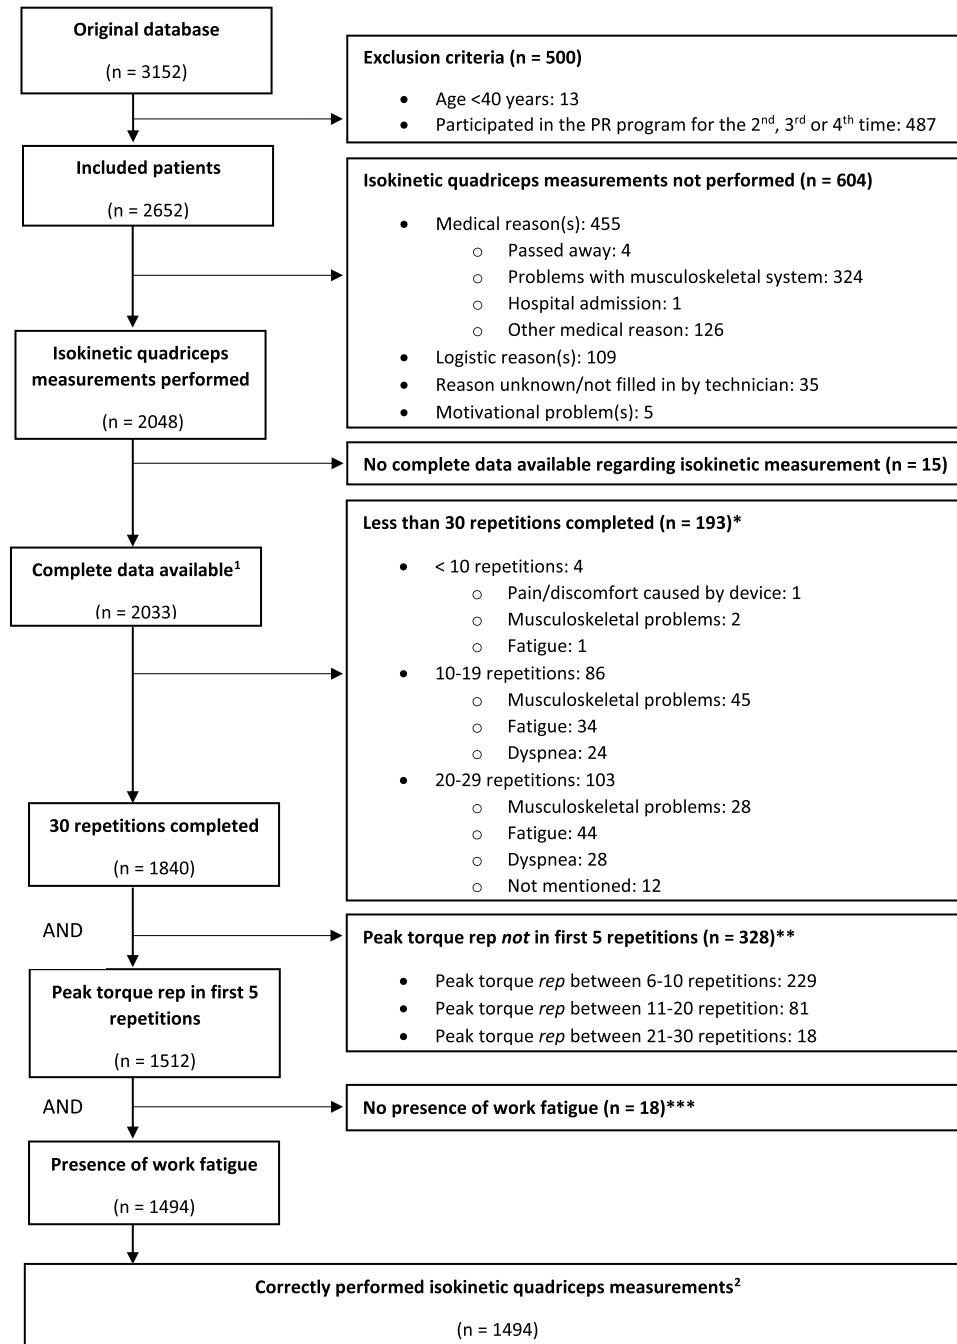 Original database
(n = 3152)
Exclusion criteria (n = 500)
• Age <40 years: 13
• Participated in the PR program for the 2nd, 3rd or 4th time: 487
Included patients
(n = 2652)
Isokinetic quadriceps measurements not performed (n = 604)
• Medical reason(s): 455
o Passed away: 4
o Problems with musculoskeletal system: 324
o Hospital admission: 1
o Other medical reason: 126
• Logistic reason(s): 109
• Reason unknown/not filled in by technician: 35
• Motivational problem(s): 5
Isokinetic quadriceps
measurements performed
(n = 2048)
No complete data available regarding isokinetic measurement (n = 15)
Complete data available1
(n = 2033)
Less than 30 repetitions completed (n = 193)*
• < 10 repetitions: 4
o Pain/discomfort caused by device: 1
o Musculoskeletal problems: 2
o Fatigue: 1
• 10-19 repetitions: 86
o Musculoskeletal problems: 45
o Fatigue: 34
o Dyspnea: 24
• 20-29 repetitions: 103
o Musculoskeletal problems: 28
o Fatigue: 44
o Dyspnea: 28
o Not mentioned: 12
30 repetitions completed
(n = 1840)
AND
Peak torque rep not in first 5 repetitions (n = 328)**
• Peak torque rep between 6-10 repetitions: 229
• Peak torque rep between 11-20 repetition: 81
• Peak torque rep between 21-30 repetitions: 18
Peak torque rep in first 5
repetitions
(n = 1512)
AND
No presence of work fatigue (n = 18)***
Presence of work fatigue
(n = 1494)
Correctly performed isokinetic quadriceps measurements2
(n = 1494)